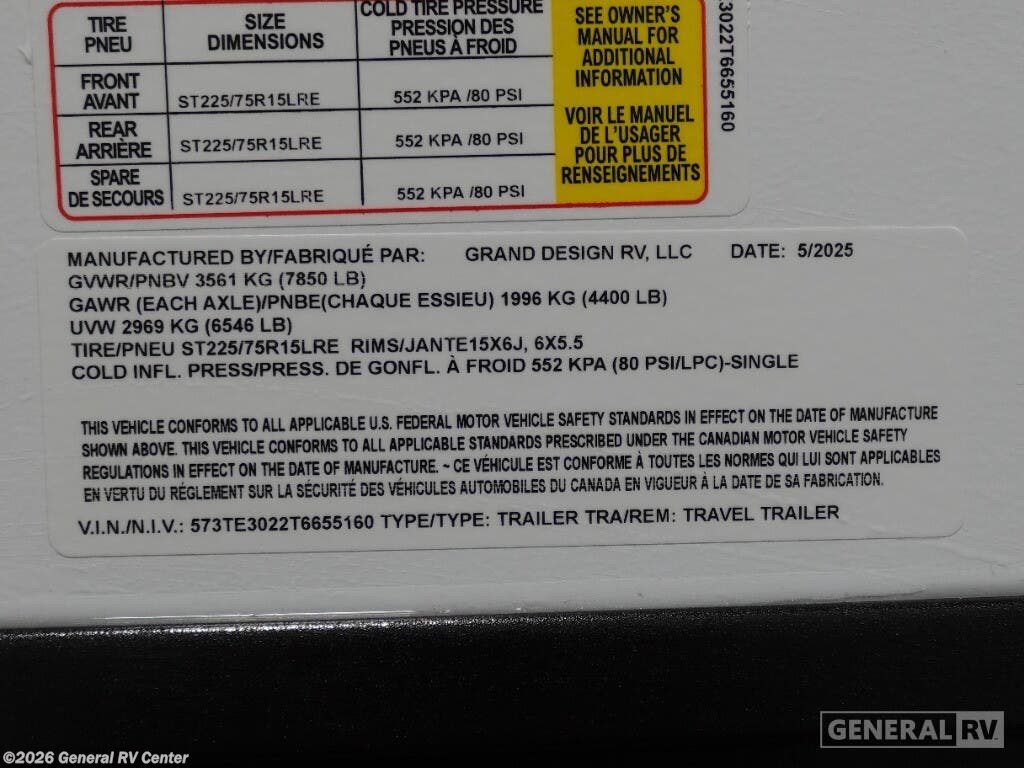 TIRE
PNEU
SIZE
DIMENSIONS
COLD TIRE PRESSURE
PRESSION DES
PNEUS À FROID
SEE OWNER'S
MANUAL FOR
ADDITIONAL
INFORMATION
VOIR LE MANUEL
DE L'USAGER
POUR PLUS DE
RENSEIGNEMENTS
FRONT
AVANT
ST225/75R15LRE
552 KPA /80 PSI
REAR
ARRIÈRE
ST225/75R15LRE
552 KPA /80 PSI
SPARE
DE SECOURS
ST225/75R15LRE
552 KPA /80 PSI
3022T6655160
MANUFACTURED BY/FABRIQUÉ PAR: GRAND DESIGN RV, LLC DATE: 5/2025
GVWR/PNBV 3561 KG (7850 LB)
GAWR (EACH AXLE)/PNBE(CHAQUE ESSIEU) 1996 KG (4400 LB)
UVW 2969 KG (6546 LB)
TIRE/PNEU ST225/75R15LRE RIMS/JANTE15X6J, 6X5.5
COLD INFL. PRESS/PRESS. DE GONFL. À FROID 552 KPA (80 PSI/LPC)-SINGLE
THIS VEHICLE CONFORMS TO ALL APPLICABLE U.S. FEDERAL MOTOR VEHICLE SAFETY STANDARDS IN EFFECT ON THE DATE OF MANUFACTURE
SHOWN ABOVE. THIS VEHICLE CONFORMS TO ALL APPLICABLE STANDARDS PRESCRIBED UNDER THE CANADIAN MOTOR VEHICLE SAFETY
REGULATIONS IN EFFECT ON THE DATE OF MANUFACTURE. ~ CE VÉHICULE EST CONFORME À TOUTES LES NORMES QUI LUI SONT APPLICABLES
EN VERTU DU RÉGLEMENT SUR LA SÉCURITÉ DES VÉHICULES AUTOMOBILES DU CANADA EN VIGUEUR À LA DATE DE SA FABRICATION.
V.I.N./N.I.V.: 573TE3022T6655160 TYPE/TYPE: TRAILER TRA/REM: TRAVEL TRAILER
GENERAL RV
©2026 General RV Center